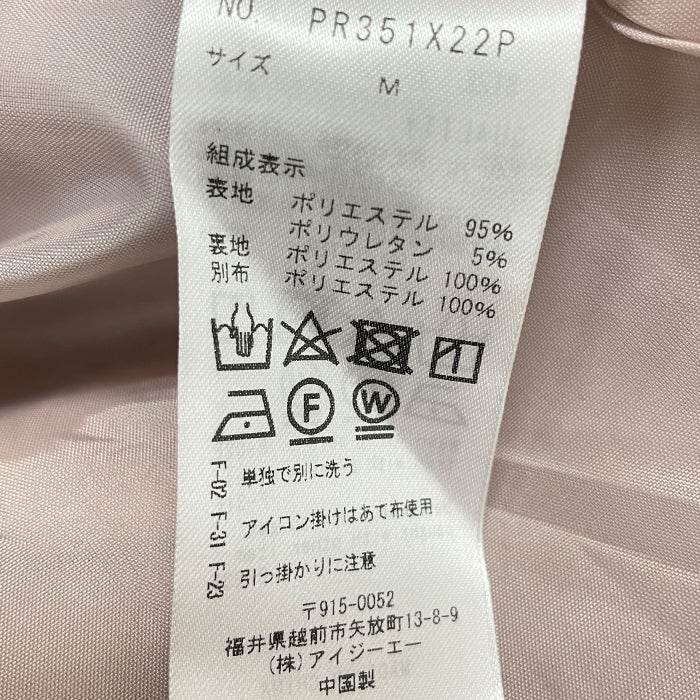 NO. PR351X22P
サイズ M
組成表示
表地 ポリエステル 95%
ポリウレタン 5%
裏地 ポリエステル 100%
別布 ポリエステル 100%
F
W
F-02 単独で別に洗う
F-31 アイロン掛けはあて布使用
F-23 引っ掛かりに注意
〒915-0052
福井県越前市矢放町13-8-9
(株)アイジーエー
中国製